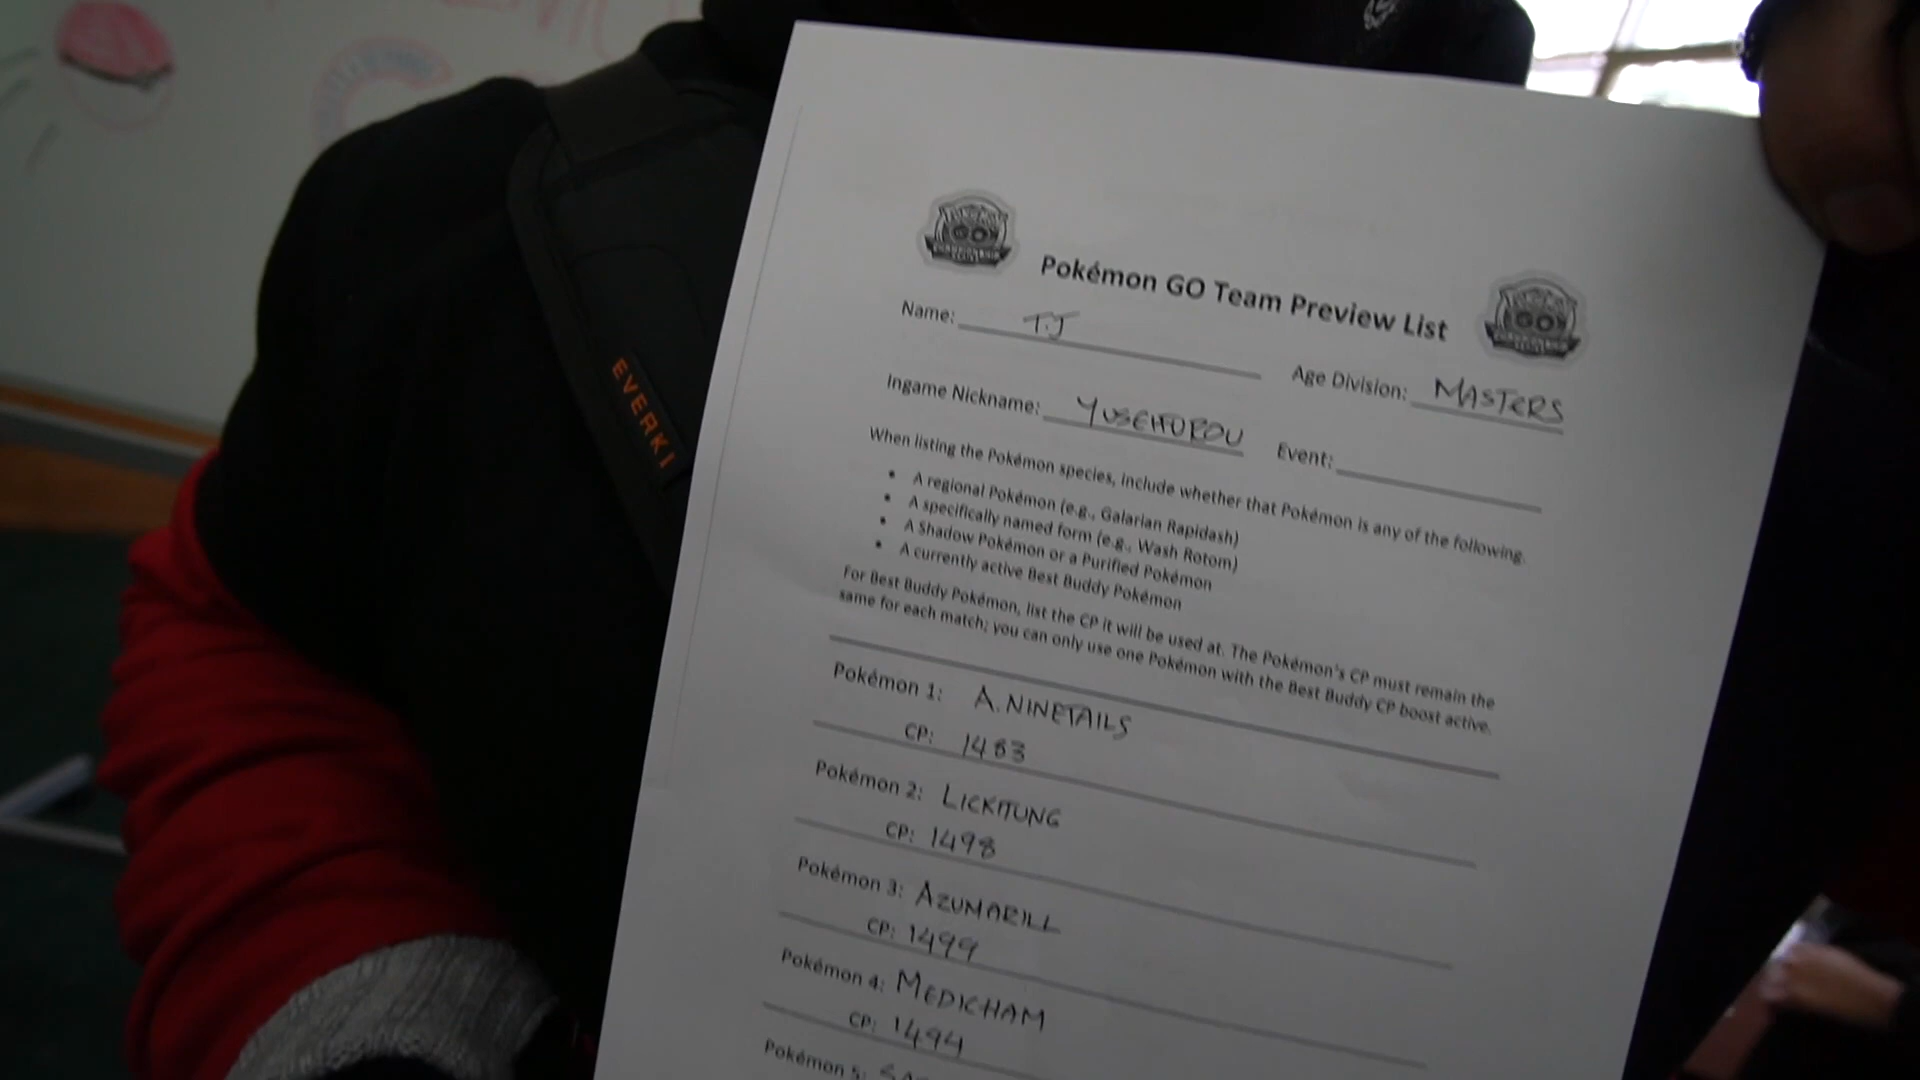 EVERKI
GO
GO
Pokémon GO Team Preview List
Name: T.J
Age Division: MASTERS
Ingame Nickname: YUSEITUROU
Event:
When listing the Pokémon species, include whether that Pokémon is any of the following.
• A regional Pokémon (e.g., Galarian Rapidash)
• A specifically named form (e.g., Wash Rotom)
• A Shadow Pokémon or a Purified Pokémon
• A currently active Best Buddy Pokémon
For Best Buddy Pokémon, list the CP it will be used at. The Pokémon's CP must remain the
same for each match; you can only use one Pokémon with the Best Buddy CP boost active.
Pokémon 1: A. NINETAILS
CP: 1483
Pokémon 2: LICKITUNG
CP: 1498
Pokémon 3: AZUMARILL
CP: 1499
Pokémon 4: MEDICHAM
CP: 1494
Pokémon 5: